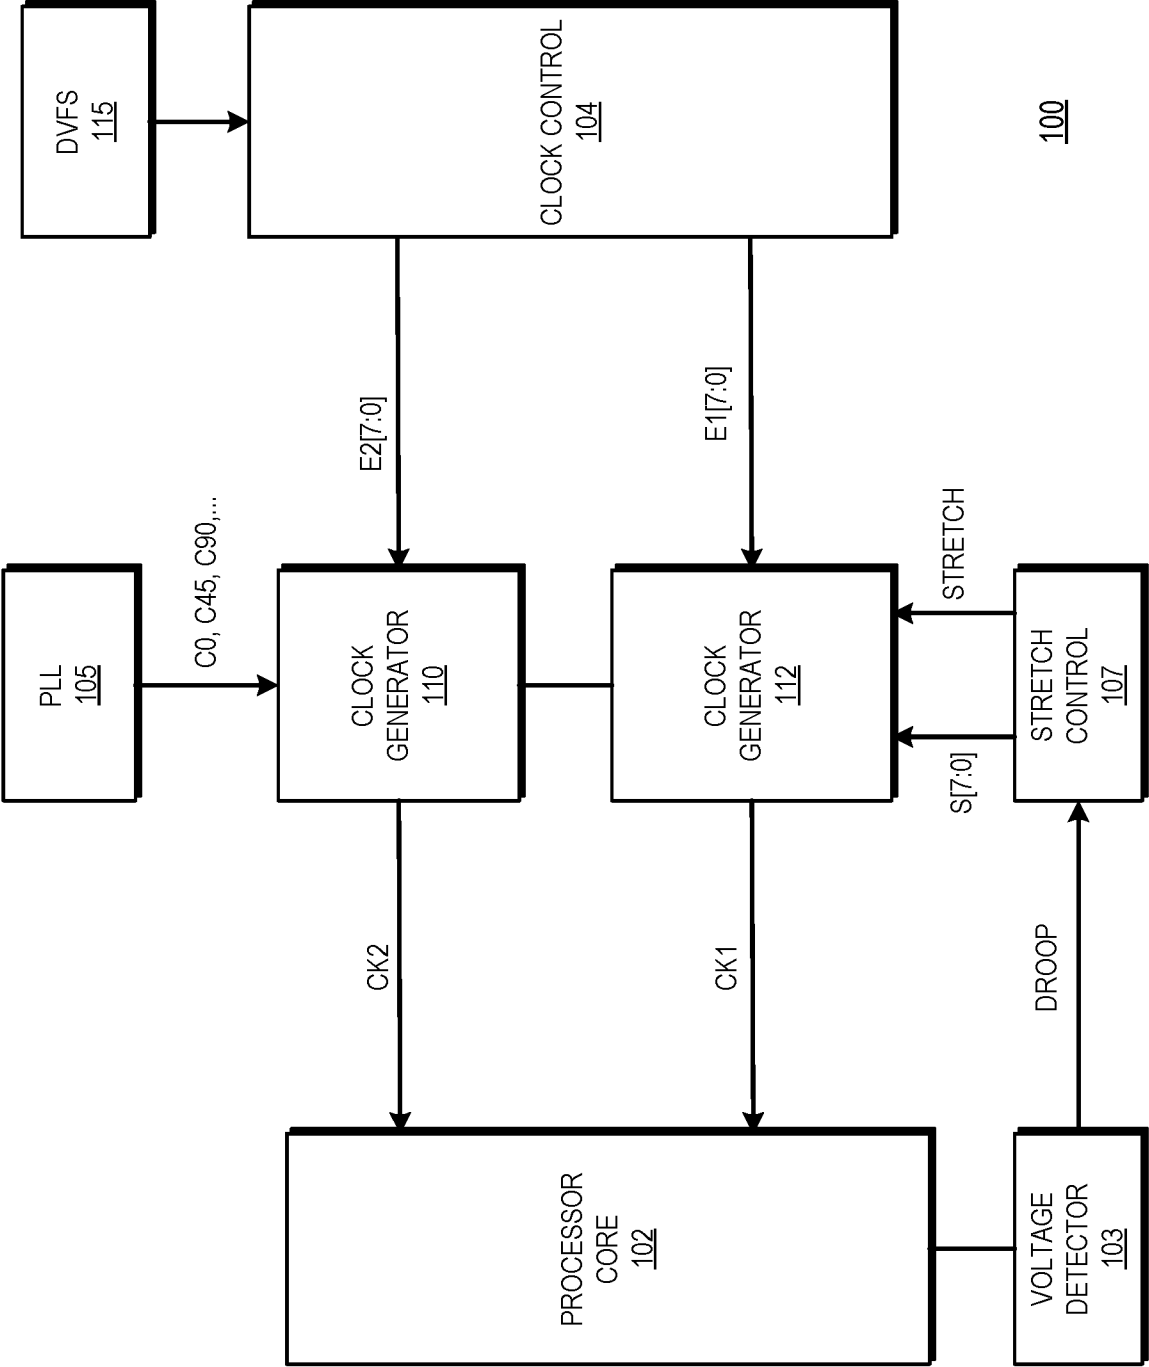 PROCESSOR
CORE
102
VOLTAGE
DETECTOR
103
CK2
CK1
DROOP
PLL
105
C0, C45, C90,...
CLOCK
GENERATOR
110
CLOCK
GENERATOR
112
S[7:0]
STRETCH
STRETCH
CONTROL
107
E2[7:0]
E1[7:0]
DVFS
115
CLOCK CONTROL
104
100